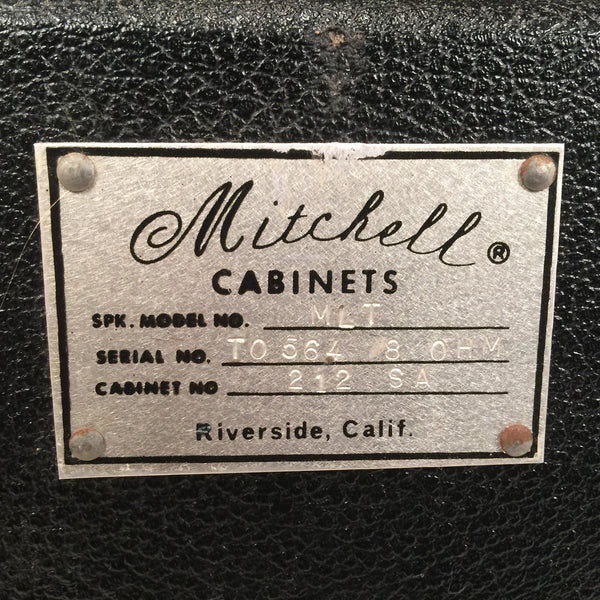 Mitchell®
CABINETS
SPK. MODEL NO. MLT
SERIAL NO. TO 564 8 OHM
CABINET NO 212 SA
Riverside, Calif.